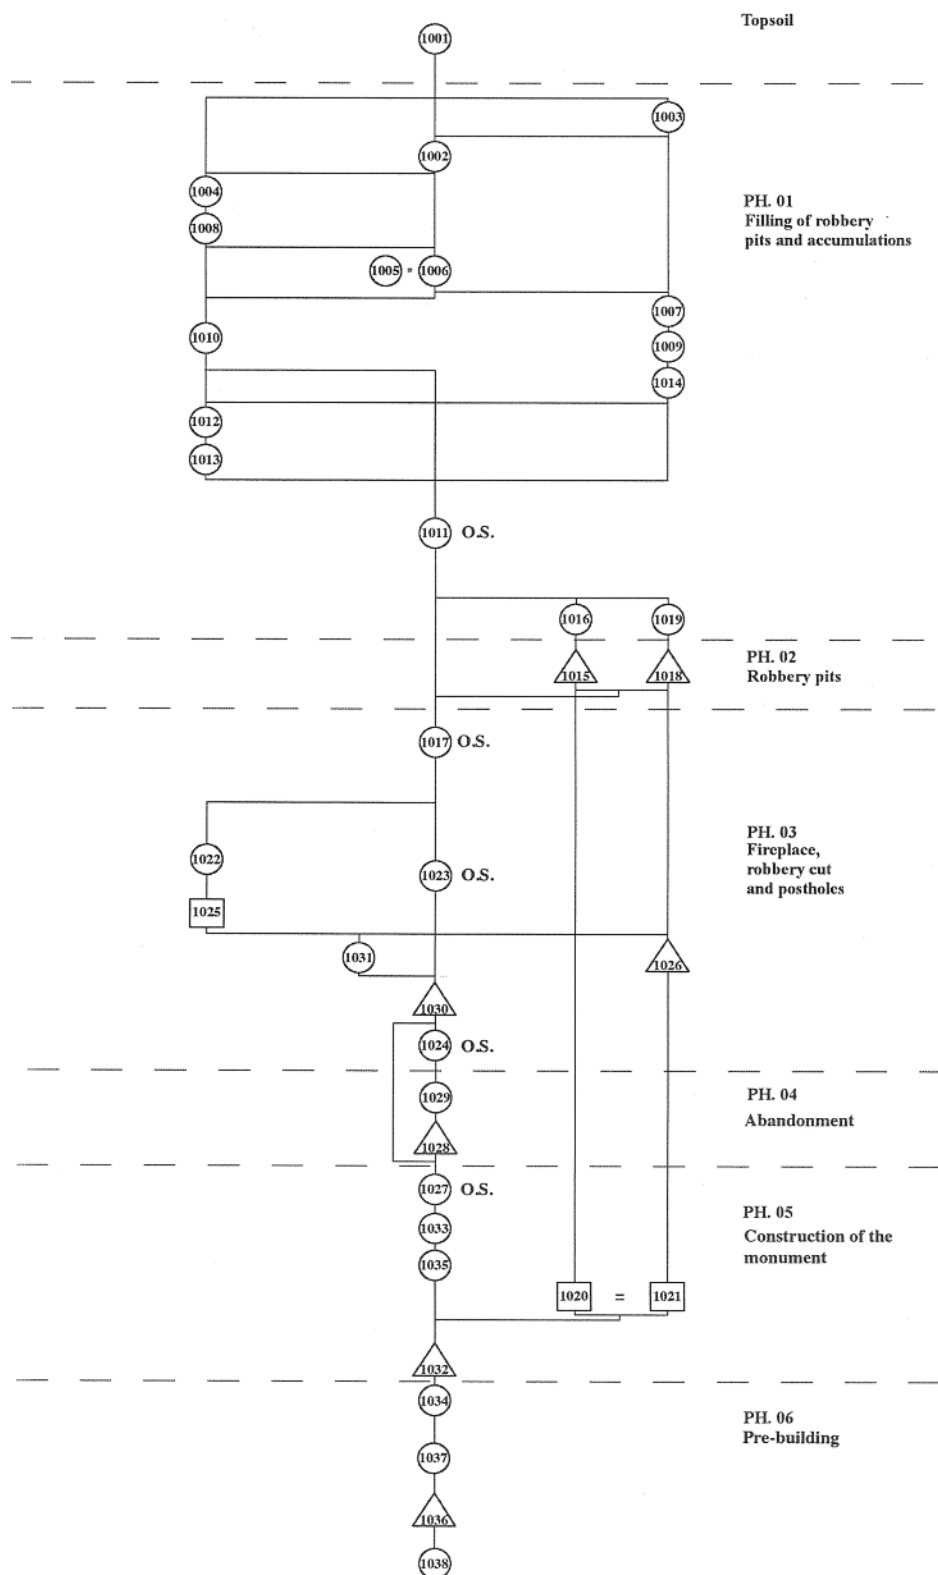 Topsoil
1001
1003
1002
1004
PH. 01
Filling of robbery
pits and accumulations
1008
1005 = 1006
1007
1010
1009
1014
1012
1013
1011 O.S.
1016 1019
PH. 02
Robbery pits
1015 1018
1017 O.S.
PH. 03
Fireplace,
robbery cut
and postholes
1022
1023 O.S.
1025
1031
1026
1030
1024 O.S.
PH. 04
Abandonment
1029
1028
1027 O.S.
PH. 05
Construction of the
monument
1033
1035
1020 = 1021
1032
1034
PH. 06
Pre-building
1037
1036
1038